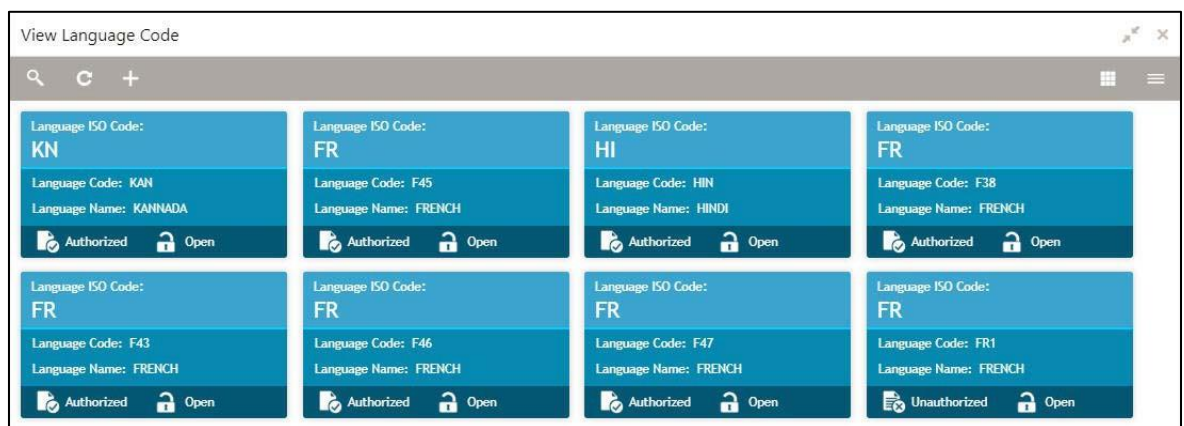 View Language Code
Language ISO Code:
KN
Language Code: KAN
Language Name: KANNADA
Authorized Open
Language ISO Code:
FR
Language Code: F45
Language Name: FRENCH
Authorized Open
Language ISO Code:
HI
Language Code: HIN
Language Name: HINDI
Authorized Open
Language ISO Code:
FR
Language Code: F38
Language Name: FRENCH
Authorized Open
Language ISO Code:
FR
Language Code: F43
Language Name: FRENCH
Authorized Open
Language ISO Code:
FR
Language Code: F46
Language Name: FRENCH
Authorized Open
Language ISO Code:
FR
Language Code: F47
Language Name: FRENCH
Authorized Open
Language ISO Code:
FR
Language Code: FR1
Language Name: FRENCH
Unauthorized Open